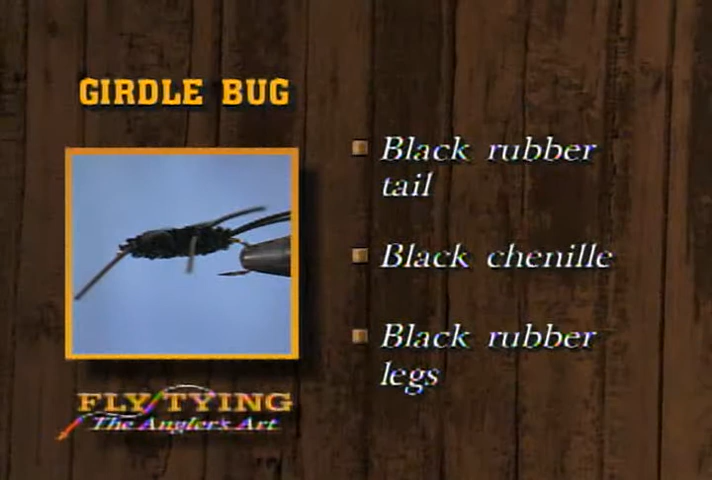 GIRDLE BUG
Black rubber
tail
Black chenille
Black rubber
legs
FLY TYING
The Angler's Art